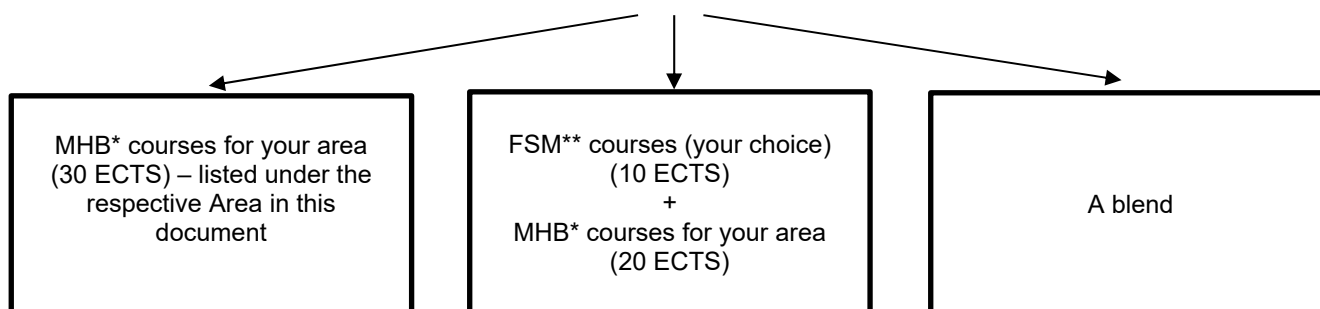 MHB* courses for your area
(30 ECTS) – listed under the
respective Area in this
document
FSM** courses (your choice)
(10 ECTS)
+
MHB* courses for your area
(20 ECTS)
A blend